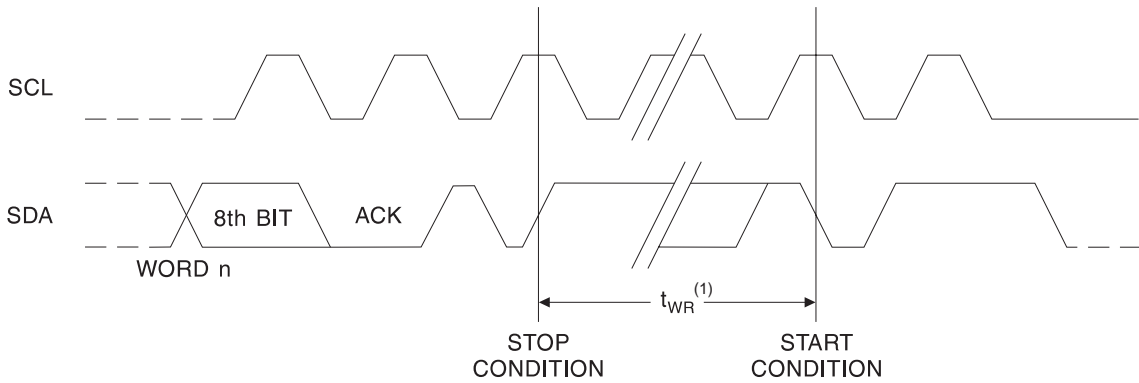 SCL
SDA
8th BIT
ACK
WORD n
tWR(1)
STOP
CONDITION
START
CONDITION